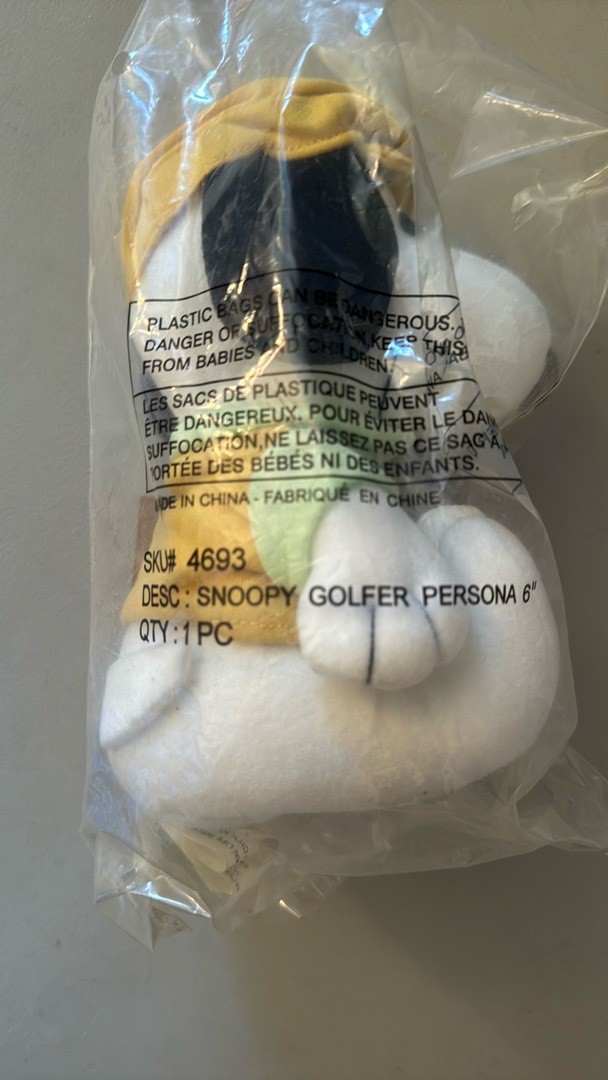 PLASTIC BAGS CAN BE DANGEROUS.
DANGER OF SUFFOCATION, KEEP THIS
FROM BABIES AND CHILDREN.
LES SACS DE PLASTIQUE PEUVENT
ÊTRE DANGEREUX. POUR ÉVITER LE
SUFFOCATION, NE LAISSEZ PAS CE SAC À
PORTÉE DES BÉBÉS NI DES ENFANTS.
MADE IN CHINA - FABRIQUÉ EN CHINE
SKU# 4693
DESC : SNOOPY GOLFER PERSONA 6"
QTY : 1 PC